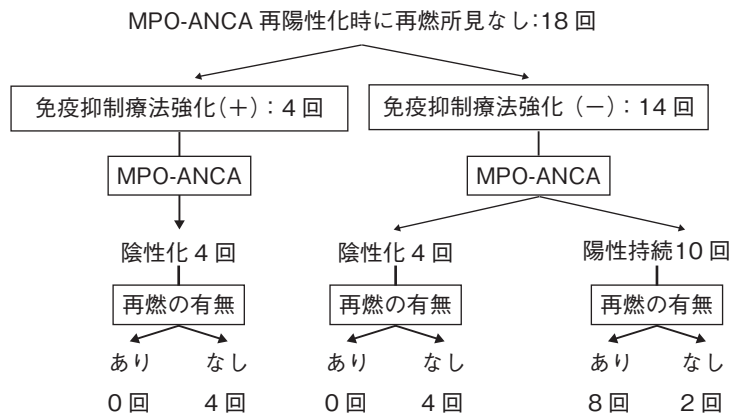 MPO-ANCA 再陽性化時に再燃所見なし:18 回
免疫抑制療法強化(+):4 回
免疫抑制療法強化(-):14 回
MPO-ANCA
MPO-ANCA
陰性化 4 回
陰性化 4 回
陽性持続10 回
再燃の有無
再燃の有無
再燃の有無
あり なし
あり なし
あり なし
0 回 4 回
0 回 4 回
8 回 2 回